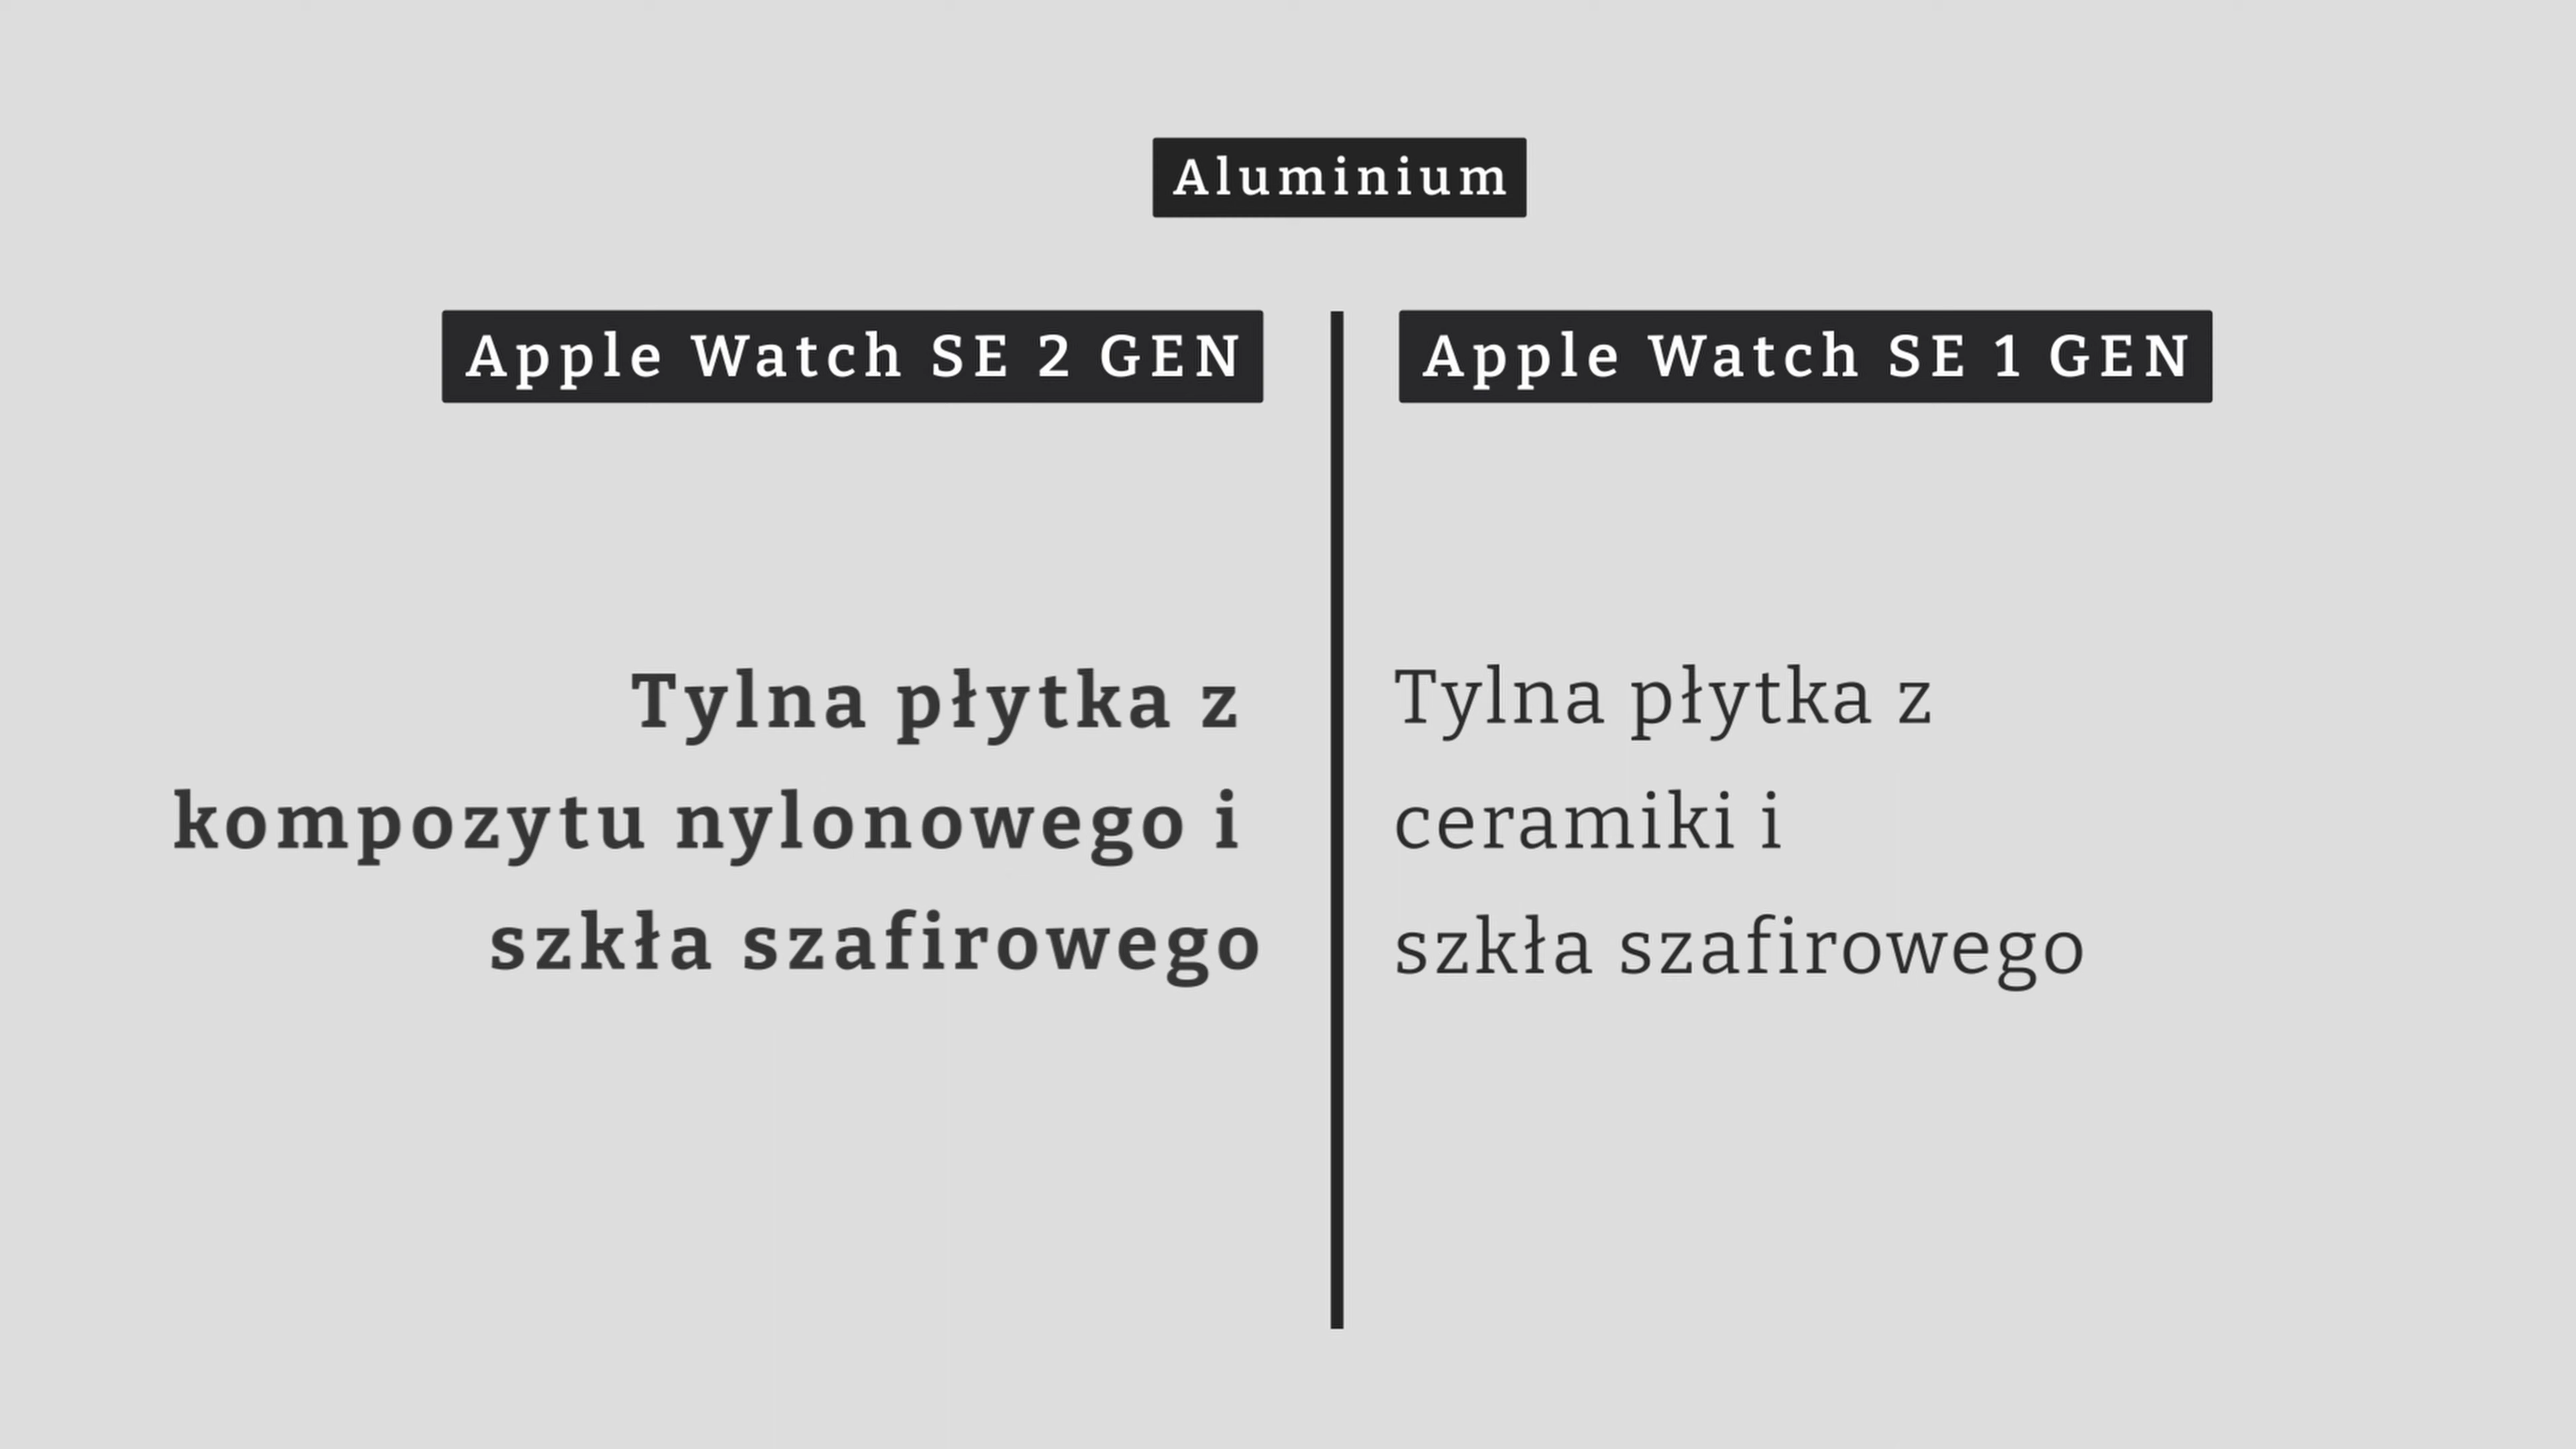 Aluminium
Apple Watch SE 2 GEN
Tylna płytka z
kompozytu nylonowego i
szkła szafirowego
Apple Watch SE 1 GEN
Tylna płytka z
ceramiki i
szkła szafirowego